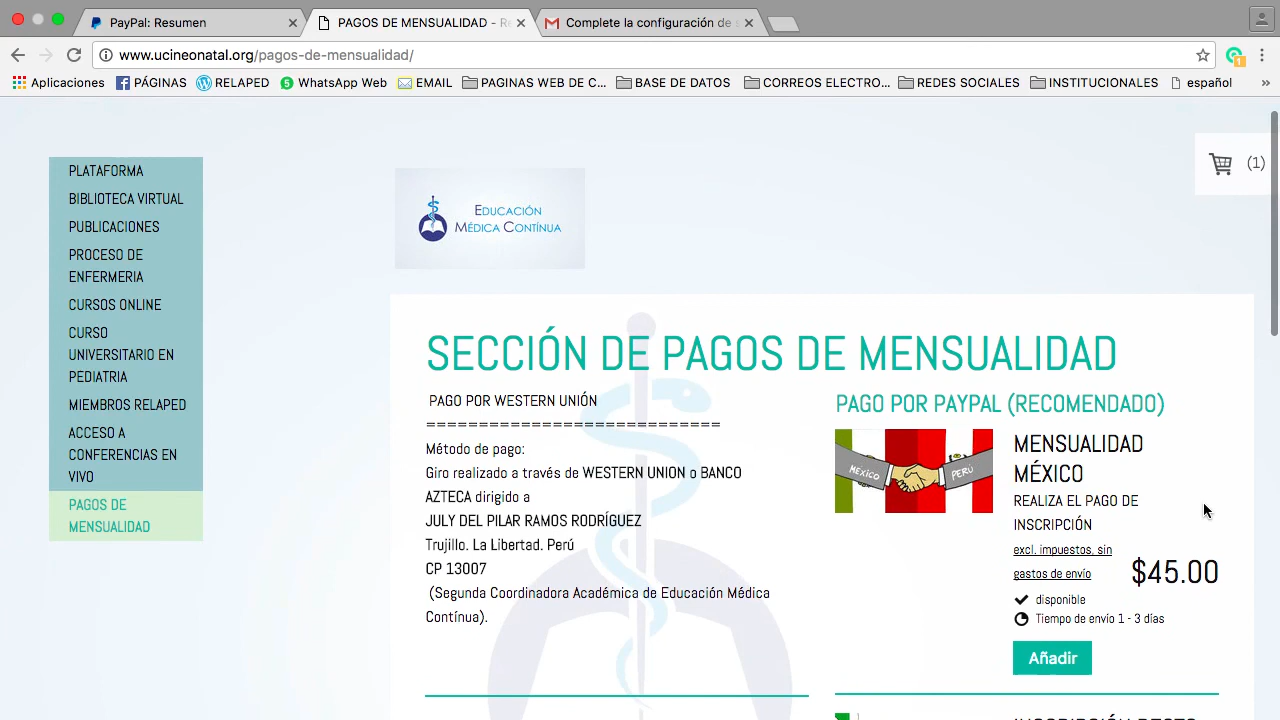 PayPal: Resumen
PAGOS DE MENSUALIDAD - Re
Complete la configuración de s
www.ucineonatal.org/pagos-de-mensualidad/
Aplicaciones
PÁGINAS
RELAPED
WhatsApp Web
EMAIL
PAGINAS WEB DE C...
BASE DE DATOS
CORREOS ELECTRO...
REDES SOCIALES
INSTITUCIONALES
español
»
1
PLATAFORMA
BIBLIOTECA VIRTUAL
PUBLICACIONES
PROCESO DE
ENFERMERIA
CURSOS ONLINE
CURSO
UNIVERSITARIO EN
PEDIATRIA
MIEMBROS RELAPED
ACCESO A
CONFERENCIAS EN
VIVO
PAGOS DE
MENSUALIDAD
EDUCACIÓN
MÉDICA CONTÍNUA
(1)
SECCIÓN DE PAGOS DE MENSUALIDAD
PAGO POR WESTERN UNIÓN
============================
Método de pago:
Giro realizado a través de WESTERN UNION o BANCO
AZTECA dirigido a
JULY DEL PILAR RAMOS RODRÍGUEZ
Trujillo. La Libertad. Perú
CP 13007
(Segunda Coordinadora Académica de Educación Médica
Contínua).
PAGO POR PAYPAL (RECOMENDADO)
MEXICO
PERÚ
MENSUALIDAD
MÉXICO
REALIZA EL PAGO DE
INSCRIPCIÓN
excl. impuestos, sin
gastos de envío
$45.00
disponible
Tiempo de envío 1 - 3 días
Añadir